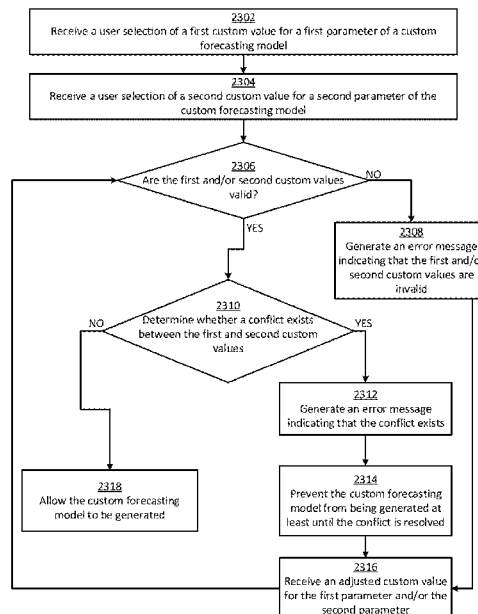 2302
Receive a user selection of a first custom value for a first parameter of a custom
forecasting model
2304
Receive a user selection of a second custom value for a second parameter of the
custom forecasting model
2306
Are the first and/or second custom values
valid?
NO
YES
2308
Generate an error message
indicating that the first and/o
second custom values are
invalid
2310
Determine whether a conflict exists
between the first and second custom
values
NO
YES
2312
Generate an error message
indicating that the conflict exists
2314
Prevent the custom forecasting
model from being generated at
least until the conflict is resolved
2318
Allow the custom forecasting
model to be generated
2316
Receive an adjusted custom value
for the first parameter and/or the
second parameter